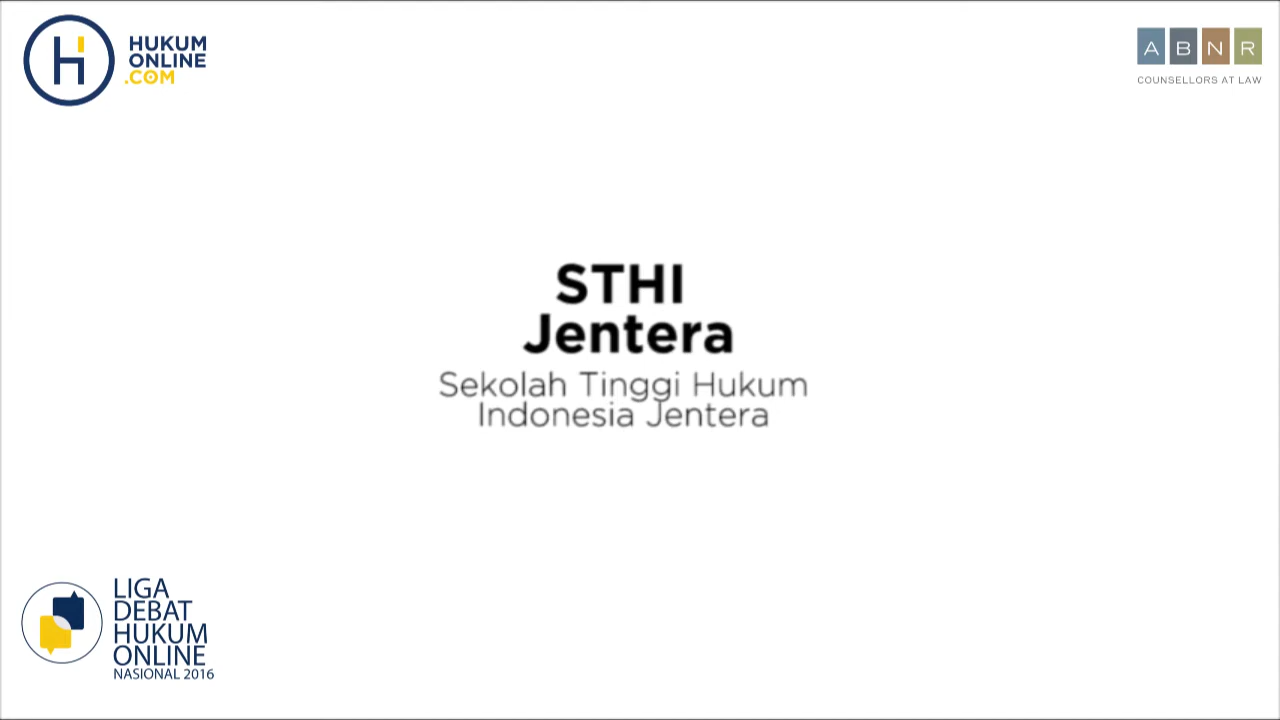 HUKUM
ONLINE
.COM
A B N R
COUNSELLORS AT LAW
STHI
Jentera
Sekolah Tinggi Hukum
Indonesia Jentera
LIGA
DEBAT
HUKUM
ONLINE
NASIONAL 2016